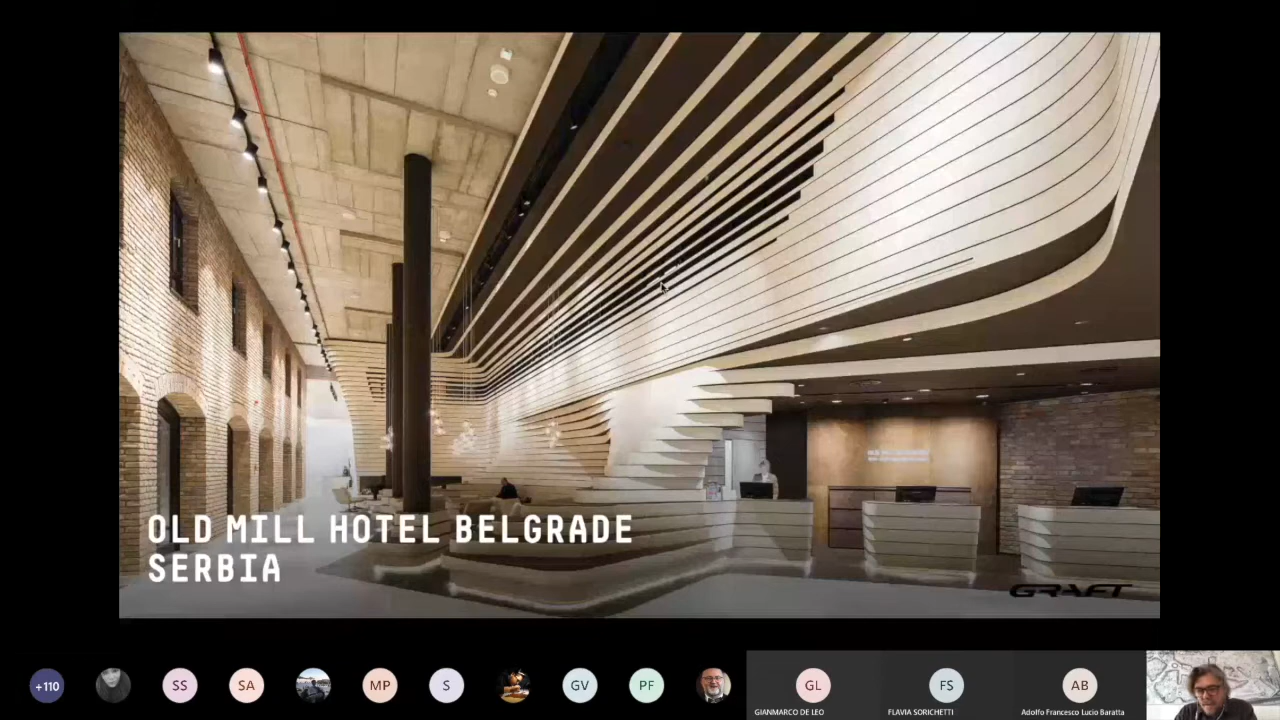 OLD MILL HOTEL BELGRADE
SERBIA
GRAFT
+110
SS
SA
MP
S
GV
PF
GL
FS
AB
GIANMARCO DE LEO
FLAVIA SORICHETTI
Adolfo Francesco Lucio Baratta